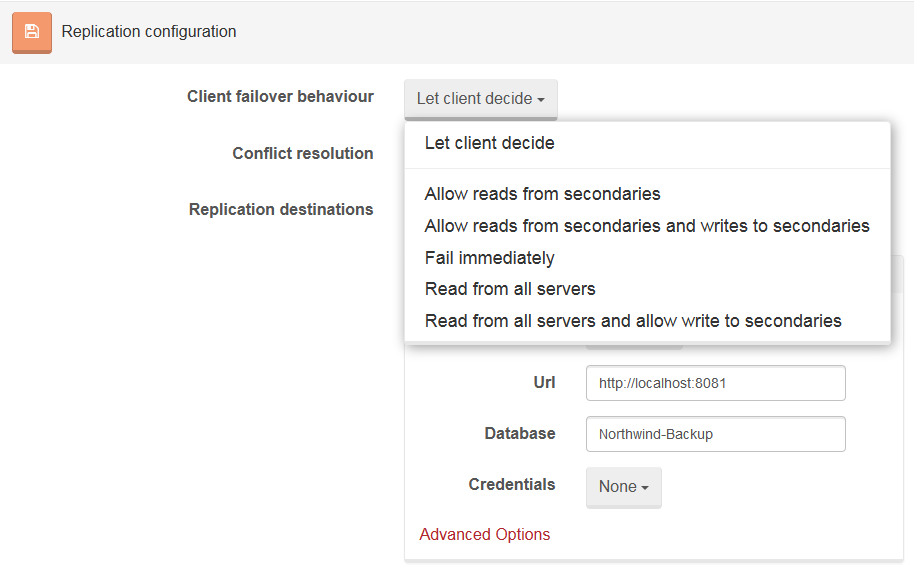 Replication configuration
Client failover behaviour
Let client decide
Let client decide
Conflict resolution
Allow reads from secondaries
Replication destinations
Allow reads from secondaries and writes to secondaries
Fail immediately
Read from all servers
Read from all servers and allow write to secondaries
Url
http://localhost:8081
Database
Northwind-Backup
Credentials
None
Advanced Options